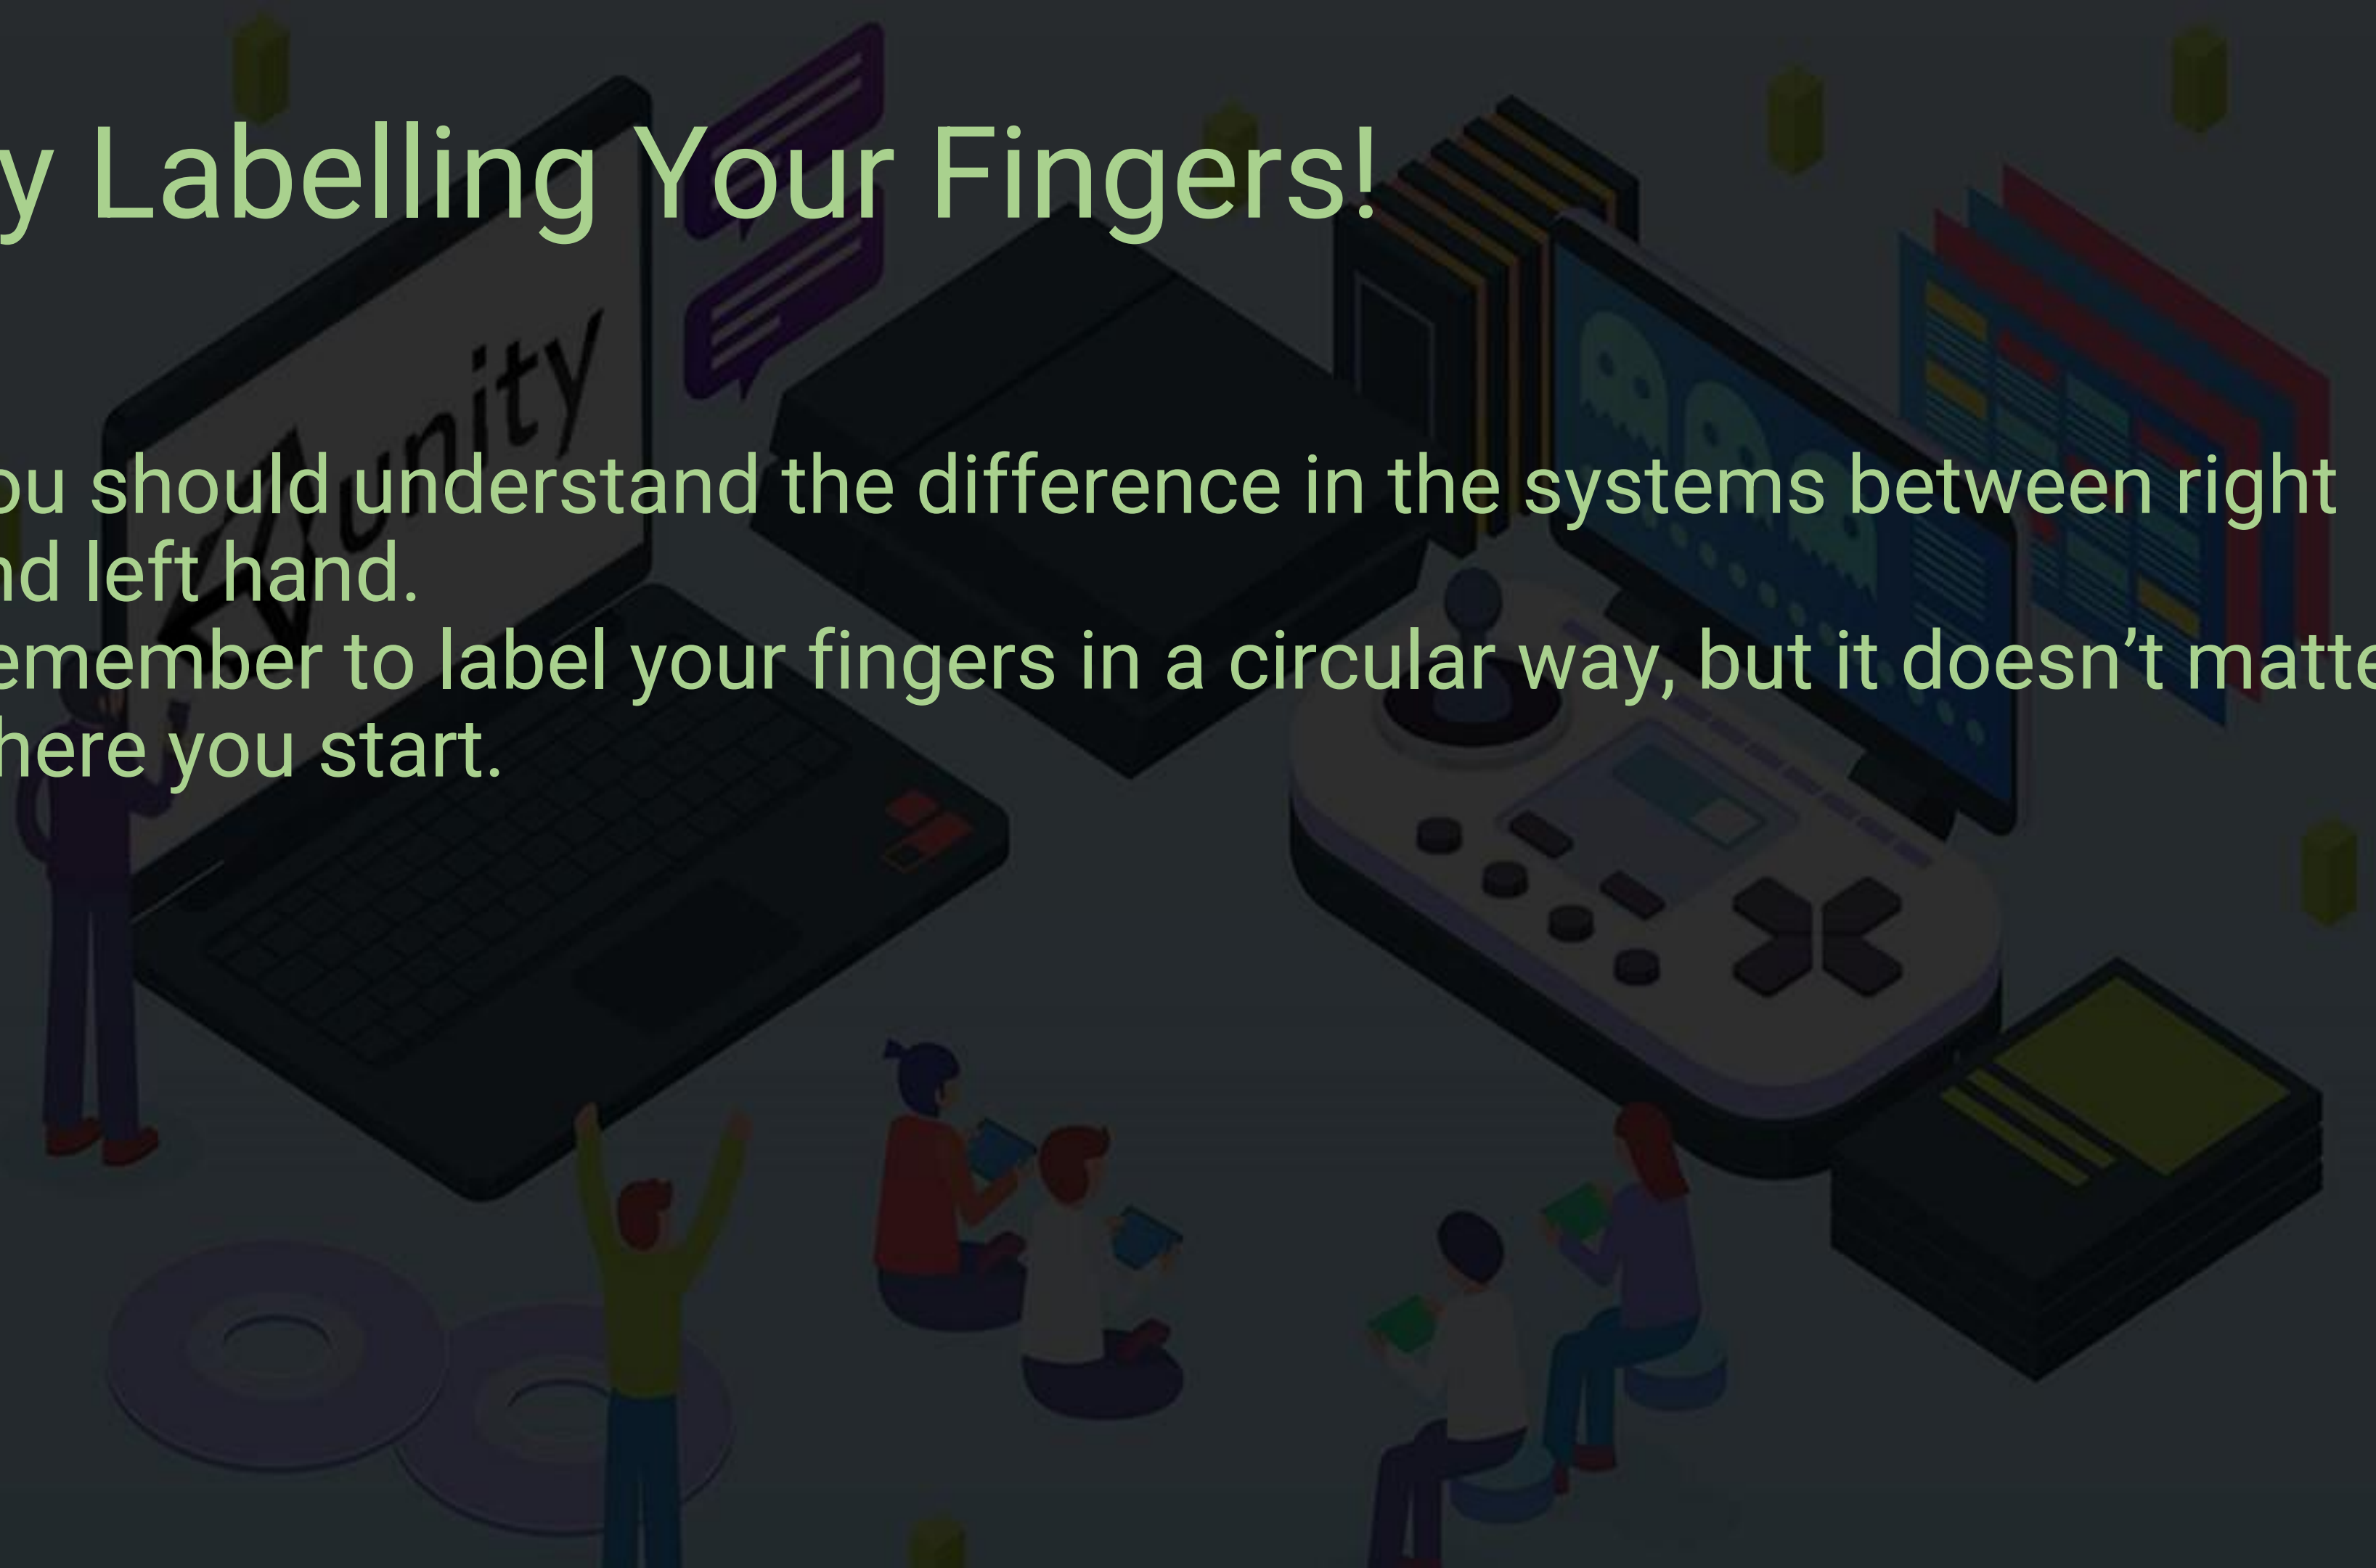 y Labelling Your Fingers!
ou should understand the difference in the systems between right
nd left hand.
emember to label your fingers in a circular way, but it doesn't matte
here you start.
unity